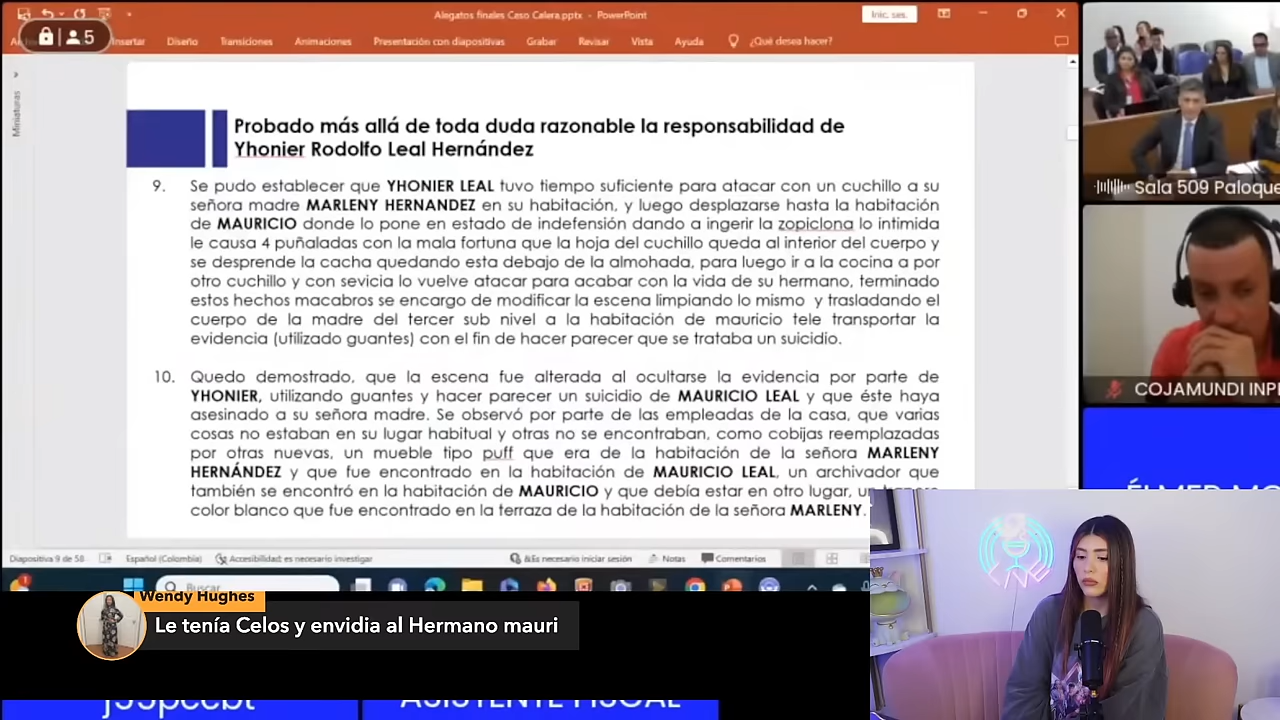 Alegatos finales Caso Calera.pptx - PowerPoint
Inic. ses.
5
Insertar Diseño Transiciones Animaciones Presentación con diapositivas Grabar Revisar Vista Ayuda ¿Qué desea hacer?
Miniaturas
Probado más allá de toda duda razonable la responsabilidad de
Yhonier Rodolfo Leal Hernández
9. Se pudo establecer que YHONIER LEAL tuvo tiempo suficiente para atacar con un cuchillo a su
señora madre MARLENY HERNANDEZ en su habitación, y luego desplazarse hasta la habitación
de MAURICIO donde lo pone en estado de indefensión dando a ingerir la zopiclona lo intimida
le causa 4 puñaladas con la mala fortuna que la hoja del cuchillo queda al interior del cuerpo y
se desprende la cacha quedando esta debajo de la almohada, para luego ir a la cocina a por
otro cuchillo y con sevicia lo vuelve atacar para acabar con la vida de su hermano, terminado
estos hechos macabros se encargo de modificar la escena limpiando lo mismo y trasladando el
cuerpo de la madre del tercer sub nivel a la habitación de mauricio tele transportar la
evidencia (utilizado guantes) con el fin de hacer parecer que se trataba un suicidio.
10. Quedo demostrado, que la escena fue alterada al ocultarse la evidencia por parte de
YHONIER, utilizando guantes y hacer parecer un suicidio de MAURICIO LEAL y que éste haya
asesinado a su señora madre. Se observó por parte de las empleadas de la casa, que varias
cosas no estaban en su lugar habitual y otras no se encontraban, como cobijas reemplazadas
por otras nuevas, un mueble tipo puff que era de la habitación de la señora MARLENY
HERNÁNDEZ y que fue encontrado en la habitación de MAURICIO LEAL, un archivador que
también se encontró en la habitación de MAURICIO y que debía estar en otro lugar, un
color blanco que fue encontrado en la terraza de la habitación de la señora MARLENY.
Diapositiva 9 de 58 Español (Colombia) Accesibilidad: es necesario investigar Es necesario iniciar sesión Notas Comentarios
Buscar
Sala 509 Paloque
COJAMUNDI INP
Wendy Hughes
Le tenía Celos y envidia al Hermano mauri
ASISTENTE FISCAL